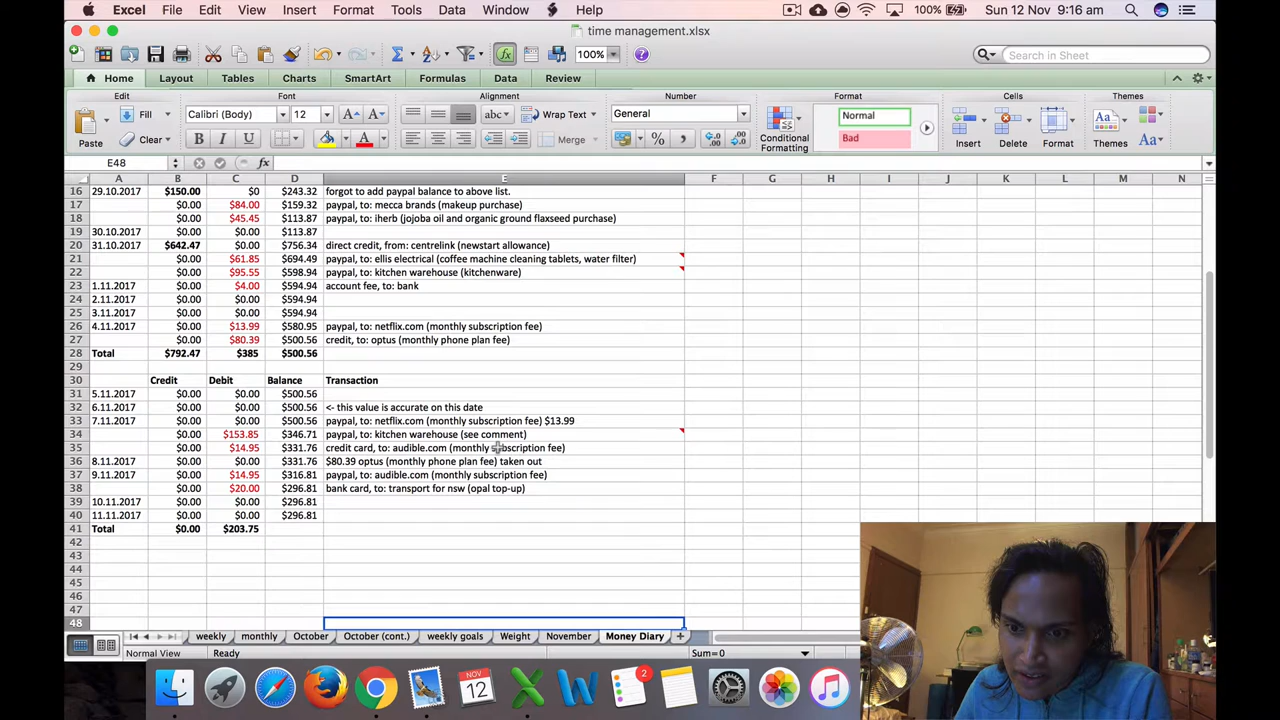 Excel File Edit View Insert Format Tools Data Window Help 100% Sun 12 Nov 9:16 am
time management.xlsx
100% Search in Sheet
Home Layout Tables Charts SmartArt Formulas Data Review
Edit Font Alignment Number Format Cells Themes
Fill Calibri (Body) 12 abc Wrap Text General Normal
Paste Clear B I U Merge % Conditional Formatting Bad Insert Delete Format Themes Aa
E48 fx
A B C D E F G H I J K L M N
16 29.10.2017 $150.00 $0 $243.32 forgot to add paypal balance to above list.
17 $0.00 $84.00 $159.32 paypal, to: mecca brands (makeup purchase)
18 $0.00 $45.45 $113.87 paypal, to: iherb (jojoba oil and organic ground flaxseed purchase)
19 30.10.2017 $0.00 $0.00 $113.87
20 31.10.2017 $642.47 $0.00 $756.34 direct credit, from: centrelink (newstart allowance)
21 $0.00 $61.85 $694.49 paypal, to: ellis electrical (coffee machine cleaning tablets, water filter)
22 $0.00 $95.55 $598.94 paypal, to: kitchen warehouse (kitchenware)
23 1.11.2017 $0.00 $4.00 $594.94 account fee, to: bank
24 2.11.2017 $0.00 $0.00 $594.94
25 3.11.2017 $0.00 $0.00 $594.94
26 4.11.2017 $0.00 $13.99 $580.95 paypal, to: netflix.com (monthly subscription fee)
27 $0.00 $80.39 $500.56 credit, to: optus (monthly phone plan fee)
28 Total $792.47 $385 $500.56
29
30 Credit Debit Balance Transaction
31 5.11.2017 $0.00 $0.00 $500.56
32 6.11.2017 $0.00 $0.00 $500.56 <- this value is accurate on this date
33 7.11.2017 $0.00 $0.00 $500.56 paypal, to: netflix.com (monthly subscription fee) $13.99
34 $0.00 $153.85 $346.71 paypal, to: kitchen warehouse (see comment)
35 $0.00 $14.95 $331.76 credit card, to: audible.com (monthly subscription fee)
36 8.11.2017 $0.00 $0.00 $331.76 $80.39 optus (monthly phone plan fee) taken out
37 9.11.2017 $0.00 $14.95 $316.81 paypal, to: audible.com (monthly subscription fee)
38 $0.00 $20.00 $296.81 bank card, to: transport for nsw (opal top-up)
39 10.11.2017 $0.00 $0.00 $296.81
40 11.11.2017 $0.00 $0.00 $296.81
41 Total $0.00 $203.75
42
43
44
45
46
47
48
weekly monthly October October (cont.) weekly goals Weight November Money Diary
Normal View Ready Sum=0
NOV 12 2